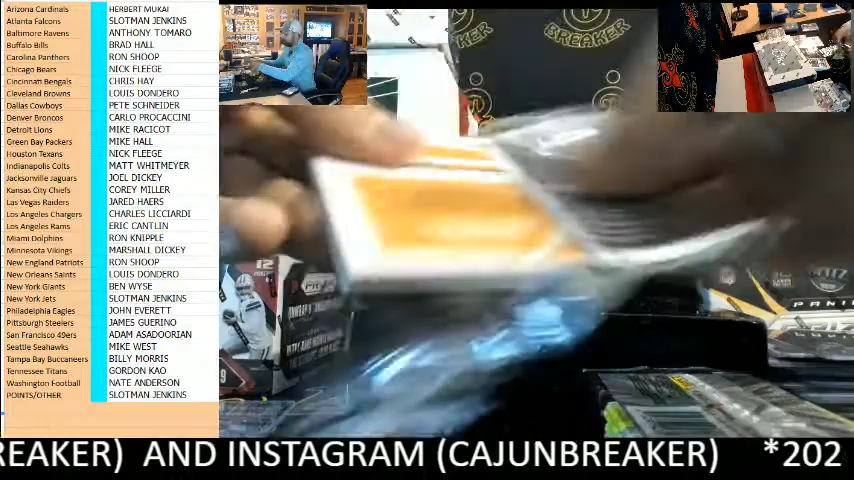 Arizona Cardinals HERBERT MUKAI
Atlanta Falcons SLOTMAN JENKINS
Baltimore Ravens ANTHONY TOMARO
Buffalo Bills BRAD HALL
Carolina Panthers RON SHOOP
Chicago Bears NICK FLEEGE
Cincinnati Bengals CHRIS HAY
Cleveland Browns LOUIS DONDERO
Dallas Cowboys PETE SCHNEIDER
Denver Broncos CARLO PROCACCINI
Detroit Lions MIKE RACICOT
Green Bay Packers MIKE HALL
Houston Texans NICK FLEEGE
Indianapolis Colts MATT WHITMEYER
Jacksonville Jaguars JOEL DICKEY
Kansas City Chiefs COREY MILLER
Las Vegas Raiders JARED HAERS
Los Angeles Chargers CHARLES LICCIARDI
Los Angeles Rams ERIC CANTLIN
Miami Dolphins RON KNIPPLE
Minnesota Vikings MARSHALL DICKEY
New England Patriots RON SHOOP
New Orleans Saints LOUIS DONDERO
New York Giants BEN WYSE
New York Jets SLOTMAN JENKINS
Philadelphia Eagles JOHN EVERETT
Pittsburgh Steelers JAMES GUERINO
San Francisco 49ers ADAM ASADOORIAN
Seattle Seahawks MIKE WEST
Tampa Bay Buccaneers BILLY MORRIS
Tennessee Titans GORDON KAO
Washington Football NATE ANDERSON
POINTS/OTHER SLOTMAN JENKINS
BREAKER
12
PANINI
READER) AND INSTAGRAM (CAJUNBREAKER) *202